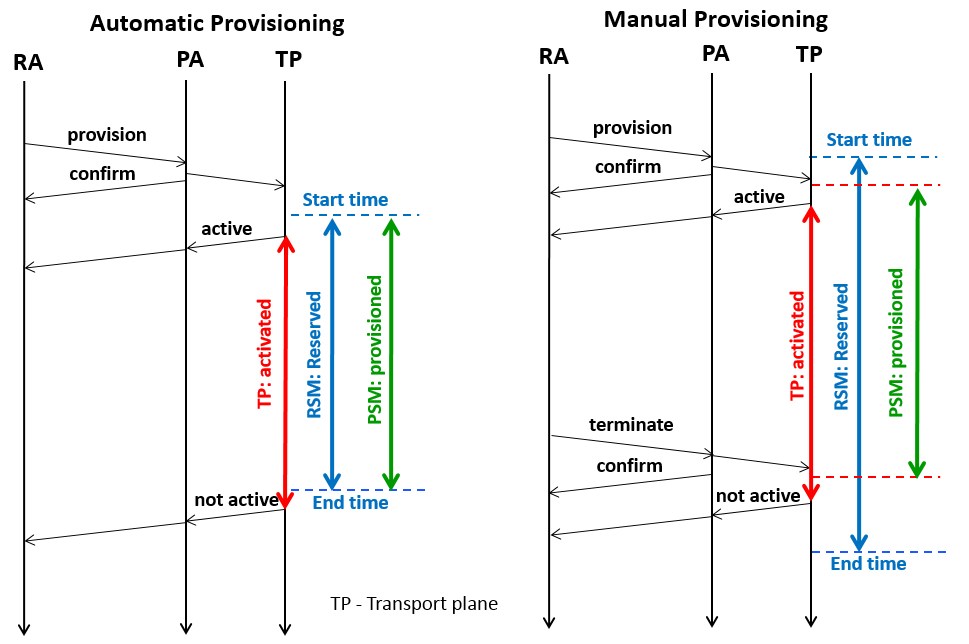 Automatic Provisioning
RA
PA
TP
provision
confirm
Start time
active
TP: activated
RSM: Reserved
PSM: provisioned
not active
End time
Manual Provisioning
RA
PA
TP
provision
Start time
confirm
active
TP: activated
RSM: Reserved
PSM: provisioned
terminate
confirm
not active
End time
TP - Transport plane